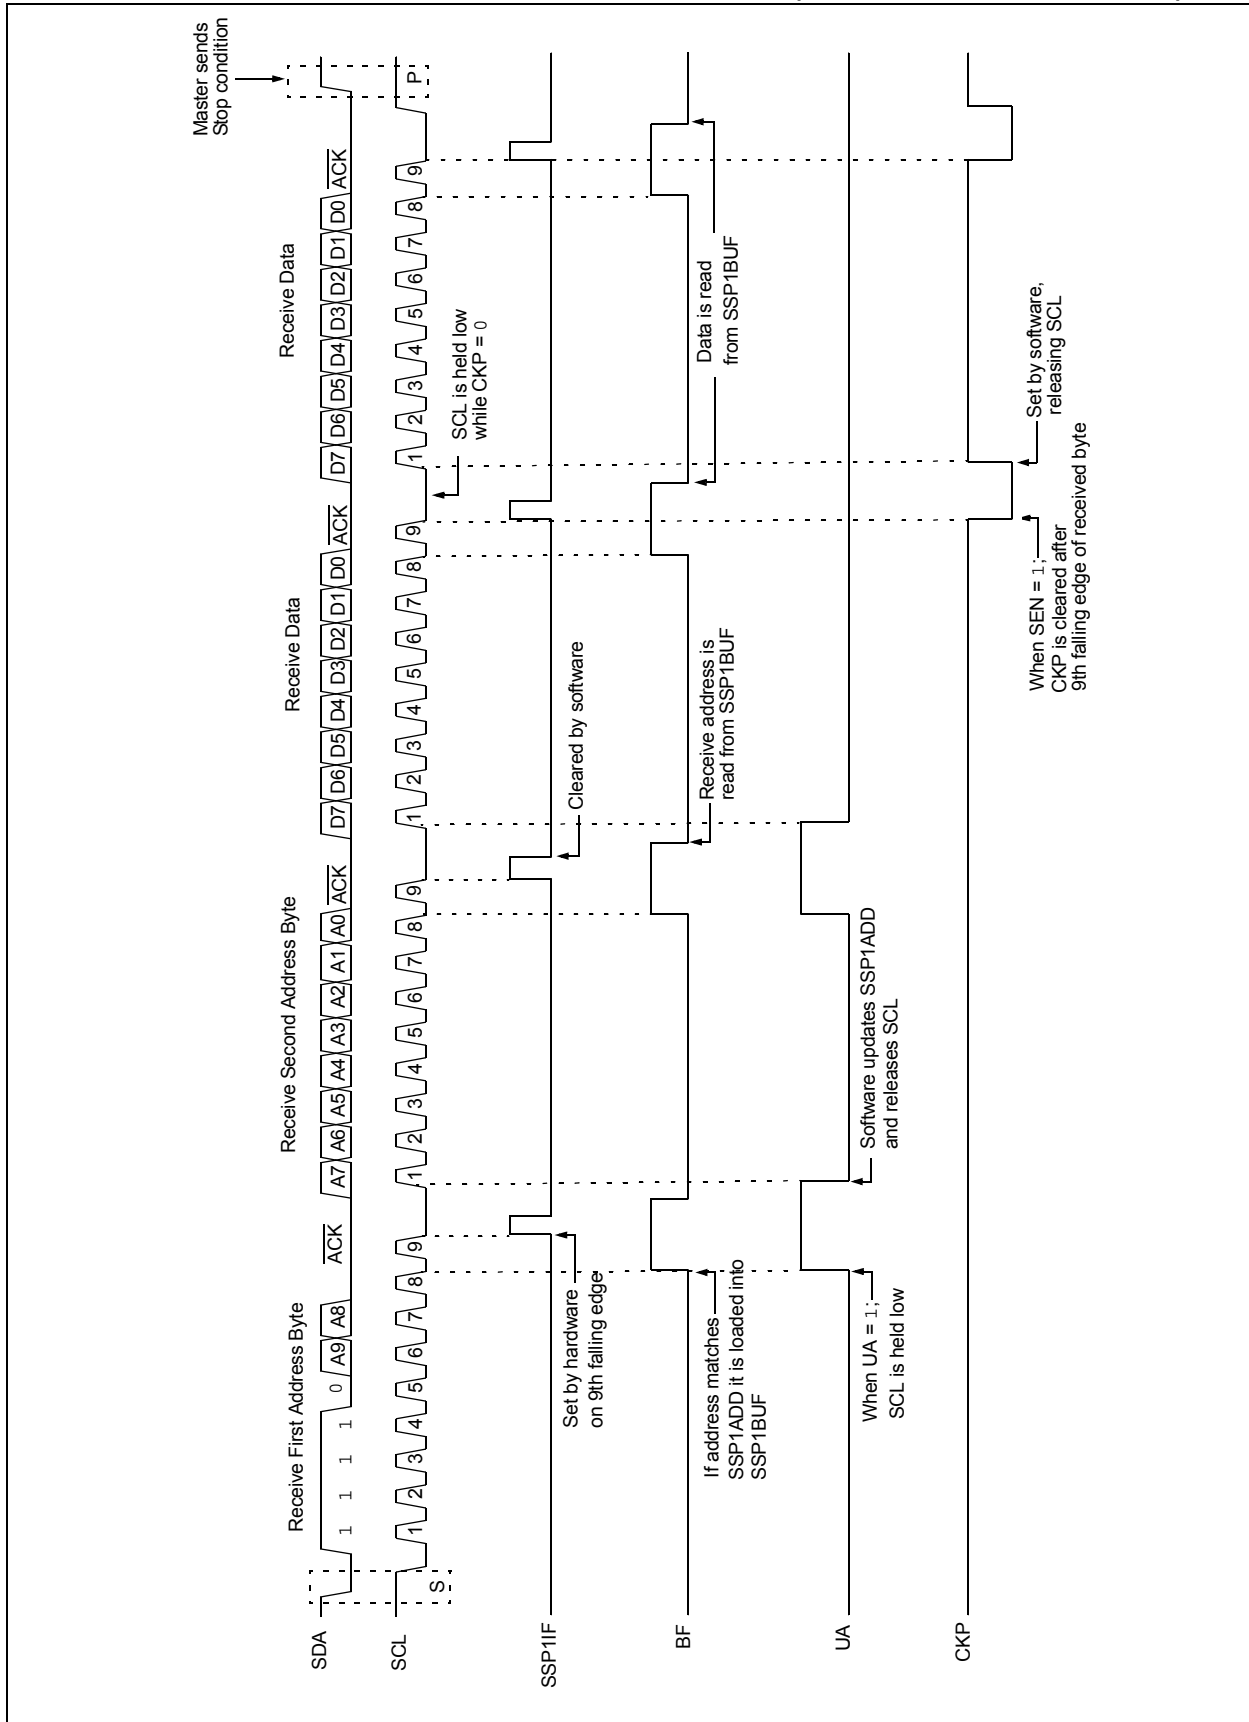 Master sends
Stop condition
Receive First Address Byte
Receive Second Address Byte
Receive Data
Receive Data
SDA
1 1 1 1 0 A9 A8 ACK
A7 A6 A5 A4 A3 A2 A1 A0 ACK
D7 D6 D5 D4 D3 D2 D1 D0 ACK
D7 D6 D5 D4 D3 D2 D1 D0 ACK
SCL
S
1 2 3 4 5 6 7 8 9
1 2 3 4 5 6 7 8 9
1 2 3 4 5 6 7 8 9
1 2 3 4 5 6 7 8 9
P
SCL is held low
while CKP = 0
SSP1IF
Set by hardware
on 9th falling edge
Cleared by software
BF
If address matches
SSP1ADD it is loaded into
SSP1BUF
Receive address is
read from SSP1BUF
Data is read
from SSP1BUF
UA
When UA = 1;
SCL is held low
Software updates SSP1ADD
and releases SCL
CKP
When SEN = 1;
CKP is cleared after
9th falling edge of received byte
Set by software,
releasing SCL